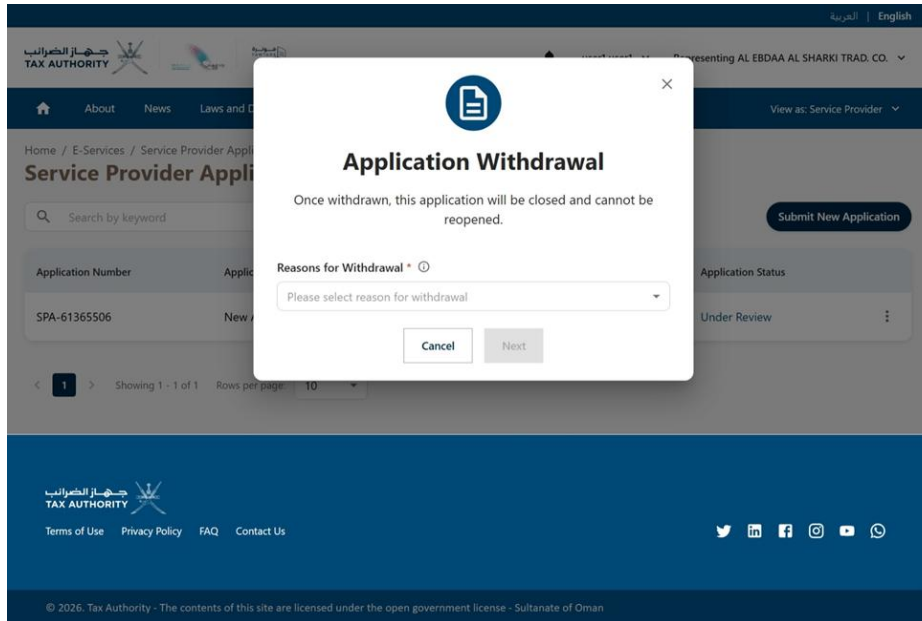 العربية | English
جهاز الضرائب
TAX AUTHORITY
Representing AL EBDAA AL SHARKI TRAD. CO.
About News Laws and D
View as: Service Provider
Home / E-Services / Service Provider Appli
Service Provider Appli
Search by keyword
Submit New Application
Application Number Applic Application Status
SPA-61365506 New Under Review
1 Showing 1 - 1 of 1 Rows per page: 10
Application Withdrawal
Once withdrawn, this application will be closed and cannot be
reopened.
Reasons for Withdrawal *
Please select reason for withdrawal
Cancel Next
جهاز الضرائب
TAX AUTHORITY
Terms of Use Privacy Policy FAQ Contact Us
© 2026. Tax Authority - The contents of this site are licensed under the open government license - Sultanate of Oman